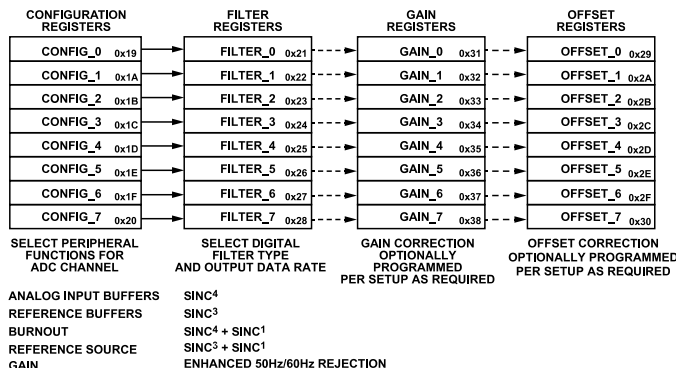 CONFIGURATION REGISTERS
FILTER REGISTERS
GAIN REGISTERS
OFFSET REGISTERS
CONFIG_0 0x19 FILTER_0 0x21 GAIN_0 0x31 OFFSET_0 0x29
CONFIG_1 0x1A FILTER_1 0x22 GAIN_1 0x32 OFFSET_1 0x2A
CONFIG_2 0x1B FILTER_2 0x23 GAIN_2 0x33 OFFSET_2 0x2B
CONFIG_3 0x1C FILTER_3 0x24 GAIN_3 0x34 OFFSET_3 0x2C
CONFIG_4 0x1D FILTER_4 0x25 GAIN_4 0x35 OFFSET_4 0x2D
CONFIG_5 0x1E FILTER_5 0x26 GAIN_5 0x36 OFFSET_5 0x2E
CONFIG_6 0x1F FILTER_6 0x27 GAIN_6 0x37 OFFSET_6 0x2F
CONFIG_7 0x20 FILTER_7 0x28 GAIN_7 0x38 OFFSET_7 0x30
SELECT PERIPHERAL
FUNCTIONS FOR
ADC CHANNEL
SELECT DIGITAL
FILTER TYPE
AND OUTPUT DATA RATE
GAIN CORRECTION
OPTIONALLY
PROGRAMMED
PER SETUP AS REQUIRED
OFFSET CORRECTION
OPTIONALLY PROGRAMMED
PER SETUP AS REQUIRED
ANALOG INPUT BUFFERS
REFERENCE BUFFERS
BURNOUT
REFERENCE SOURCE
GAIN
SINC4
SINC3
SINC4 + SINC1
SINC3 + SINC1
ENHANCED 50Hz/60Hz REJECTION